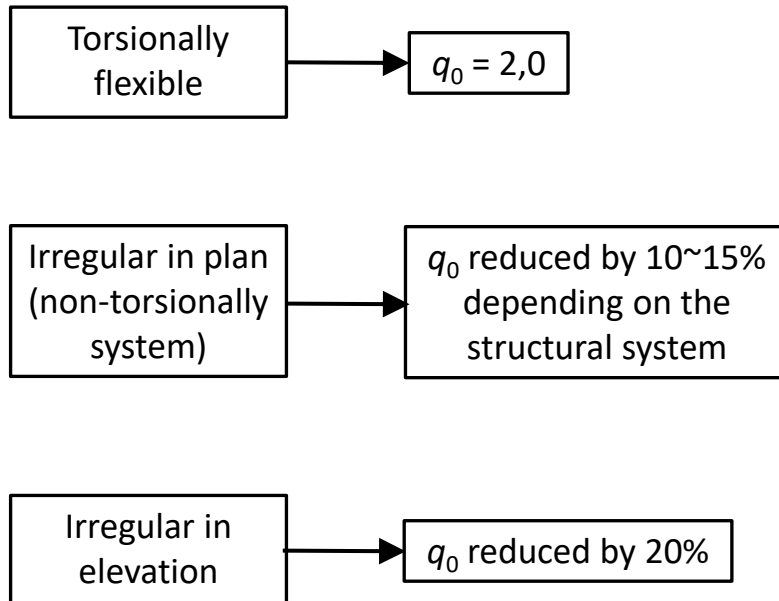 Torsionally
flexible
q₀ = 2,0
Irregular in plan
(non-torsionally
system)
q₀ reduced by 10~15%
depending on the
structural system
Irregular in
elevation
q₀ reduced by 20%